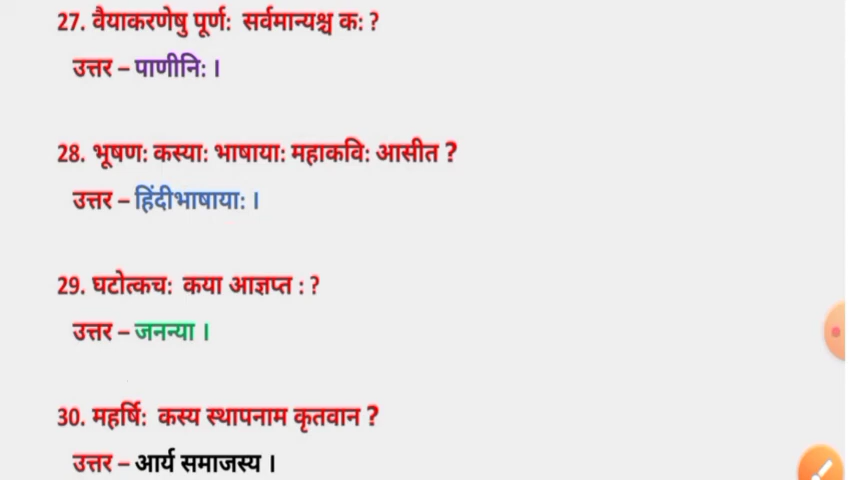 27. वैयाकरणेषु पूर्ण: सर्वमान्यश्च क: ?
उत्तर – पाणीनि: ।
28. भूषण: कस्या: भाषाया: महाकवि: आसीत ?
उत्तर – हिंदीभाषाया: ।
29. घटोत्कच: कया आज्ञप्त : ?
उत्तर – जनन्या ।
30. महर्षि: कस्य स्थापनाम कृतवान ?
उत्तर – आर्य समाजस्य ।